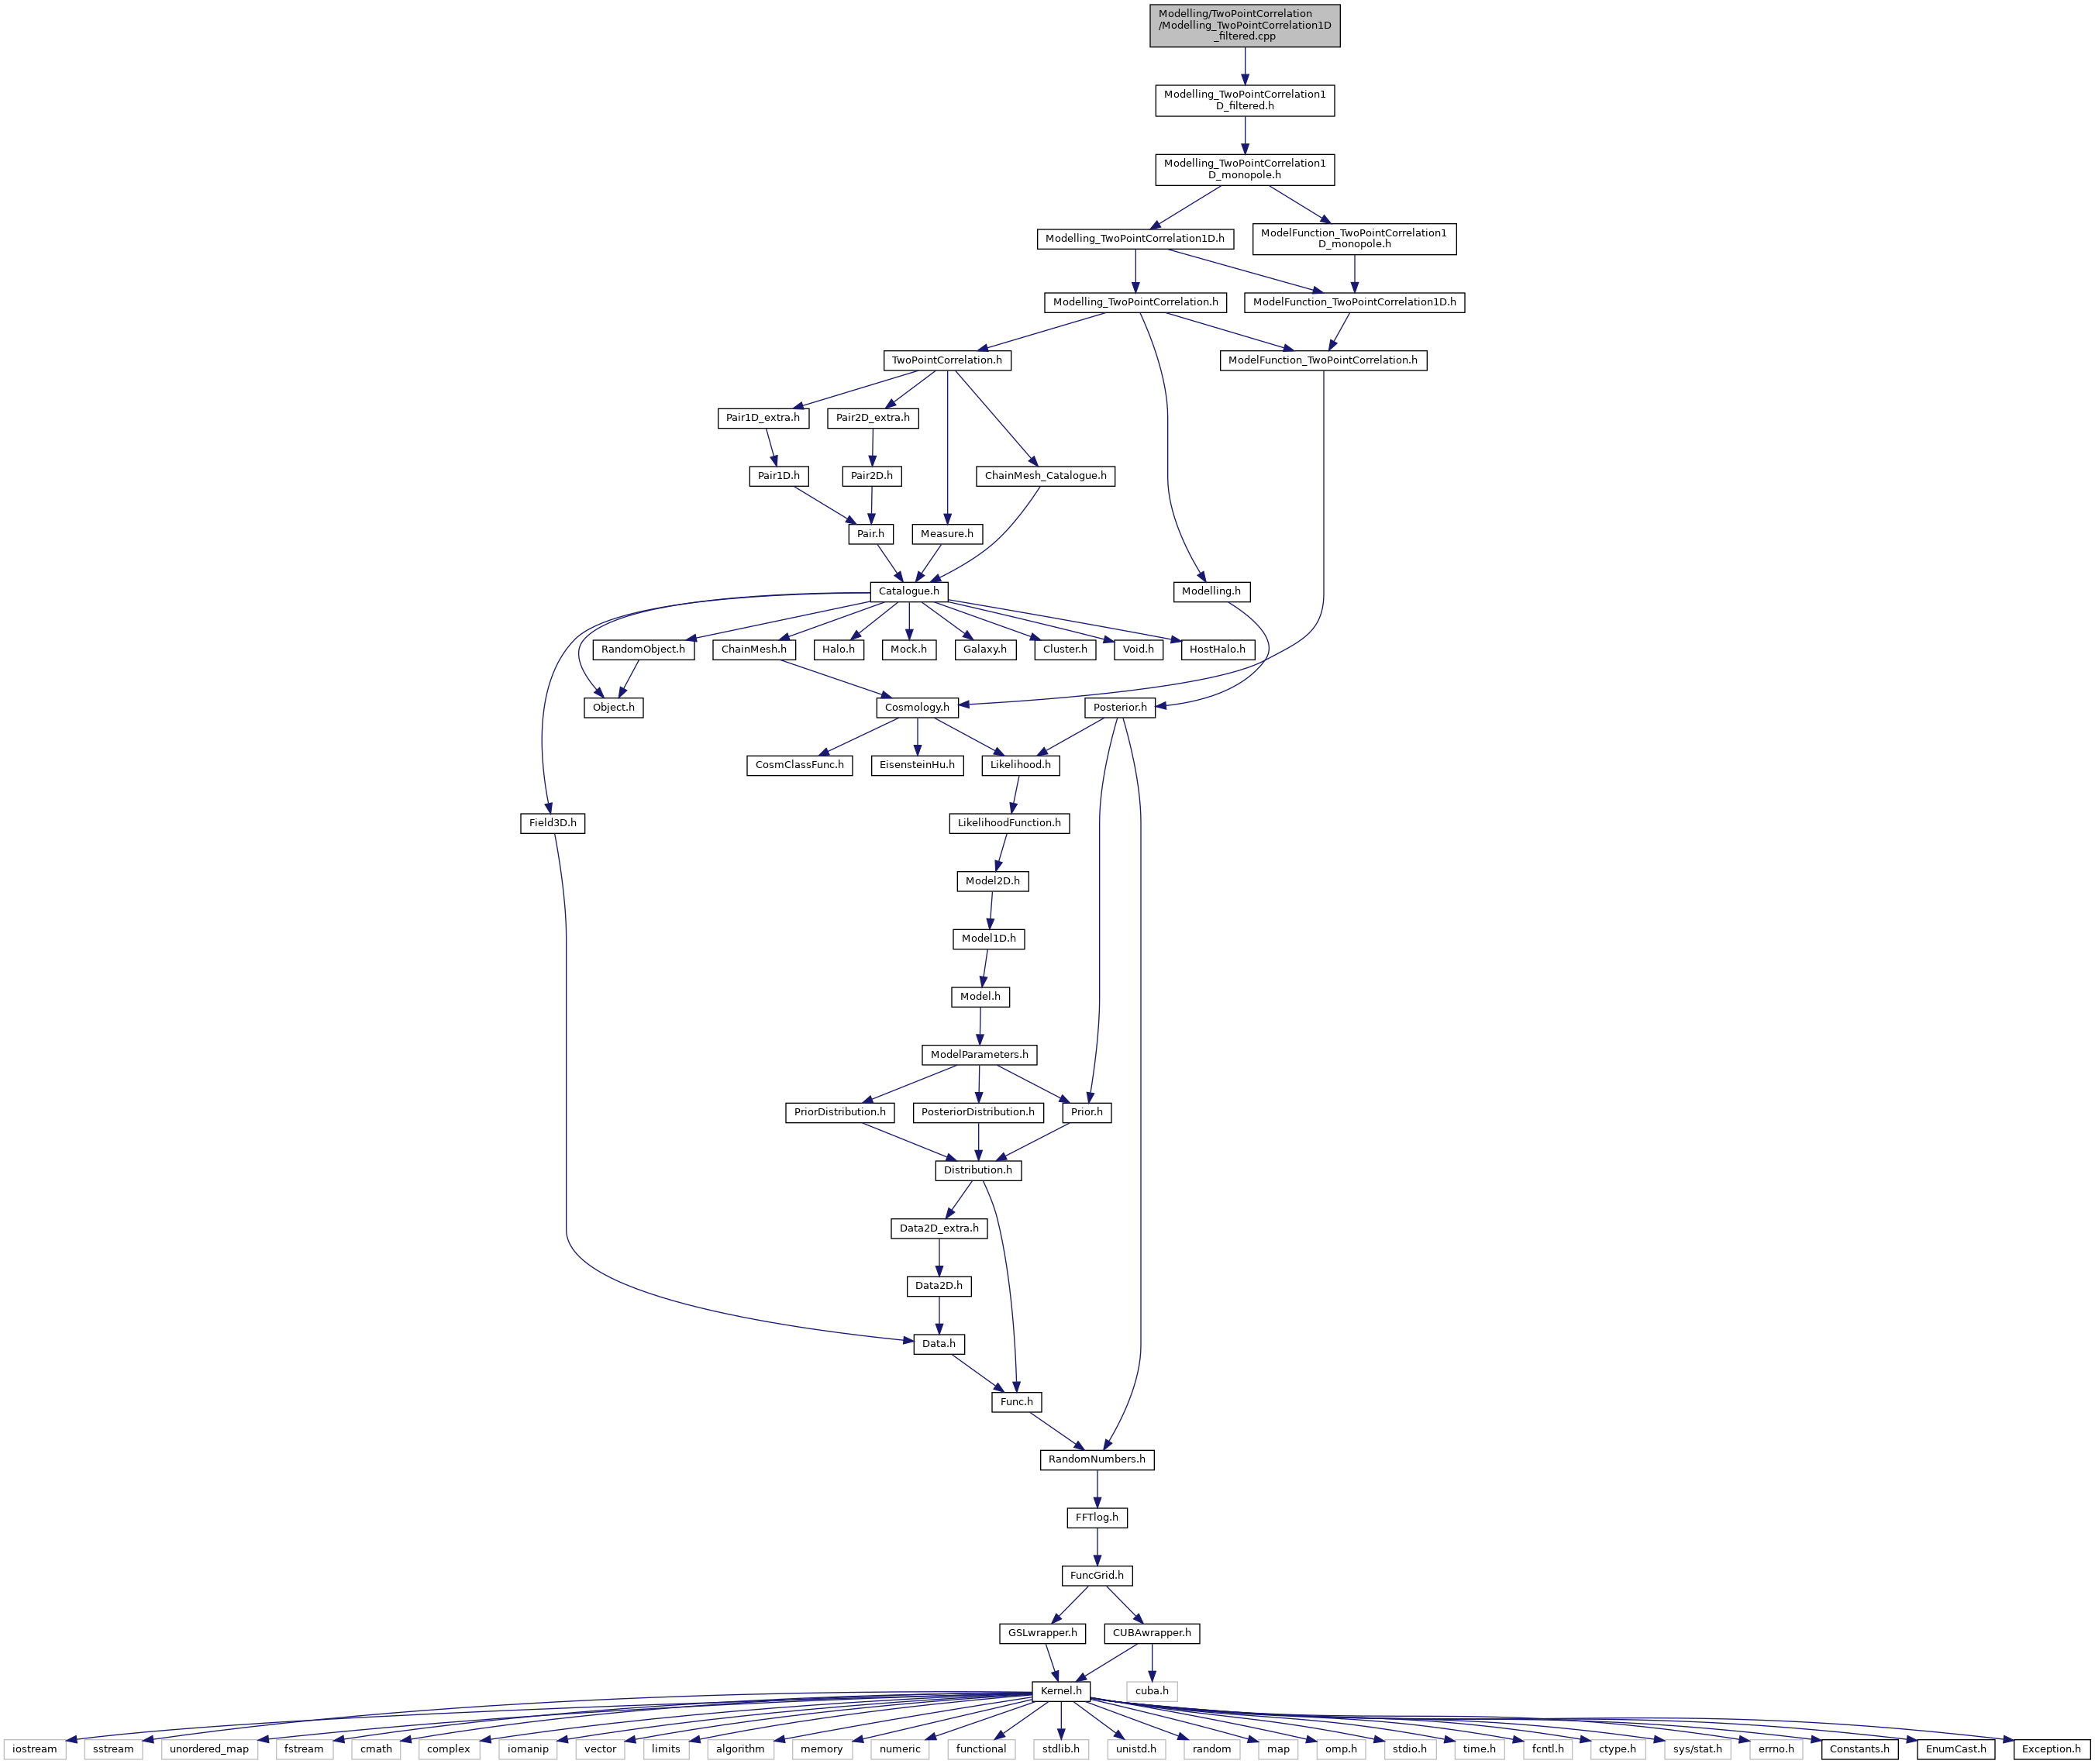 Modelling/TwoPointCorrelation
/Modelling_TwoPointCorrelation1D
_filtered.cpp
Modelling_TwoPointCorrelation1
D_filtered.h
Modelling_TwoPointCorrelation1
D_monopole.h
Modelling_TwoPointCorrelation1D.h
ModelFunction_TwoPointCorrelation1
D_monopole.h
Modelling_TwoPointCorrelation.h
ModelFunction_TwoPointCorrelation1D.h
TwoPointCorrelation.h
ModelFunction_TwoPointCorrelation.h
Pair1D_extra.h
Pair2D_extra.h
Pair1D.h
Pair2D.h
ChainMesh_Catalogue.h
Pair.h
Measure.h
Catalogue.h
Modelling.h
RandomObject.h
ChainMesh.h
Halo.h
Mock.h
Galaxy.h
Cluster.h
Void.h
HostHalo.h
Object.h
Cosmology.h
Posterior.h
CosmClassFunc.h
EisensteinHu.h
Likelihood.h
Field3D.h
LikelihoodFunction.h
Model2D.h
Model1D.h
Model.h
ModelParameters.h
PriorDistribution.h
PosteriorDistribution.h
Prior.h
Distribution.h
Data2D_extra.h
Data2D.h
Data.h
Func.h
RandomNumbers.h
FFTlog.h
FuncGrid.h
GSLwrapper.h
CUBAwrapper.h
Kernel.h
cuba.h
iostream
sstream
unordered_map
fstream
cmath
complex
iomanip
vector
limits
algorithm
memory
numeric
functional
stdlib.h
unistd.h
random
map
omp.h
stdio.h
time.h
fcntl.h
ctype.h
sys/stat.h
errno.h
Constants.h
EnumCast.h
Exception.h